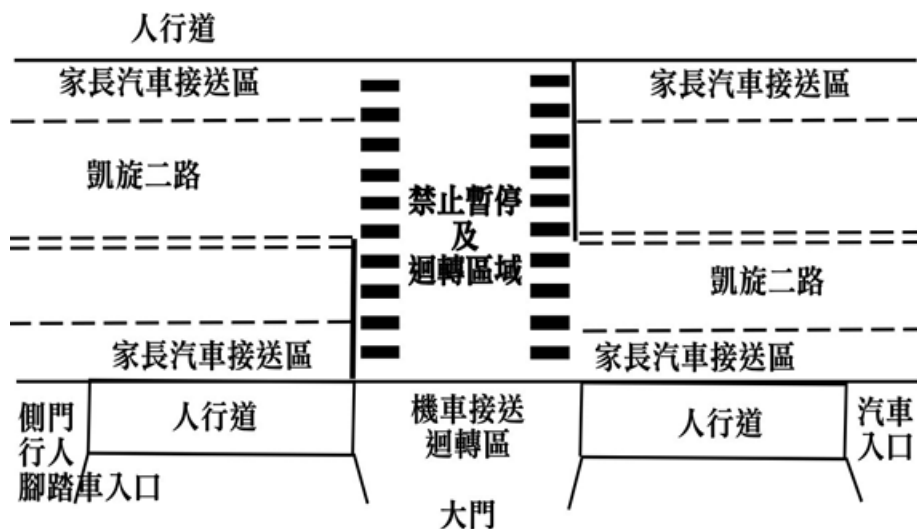 人行道
家長汽車接送區
家長汽車接送區
凱旋二路
禁止暫停
及
迴轉區域
凱旋二路
家長汽車接送區
家長汽車接送區
側門
行人
腳踏車入口
人行道
機車接送
迴轉區
人行道
汽車
入口
大門